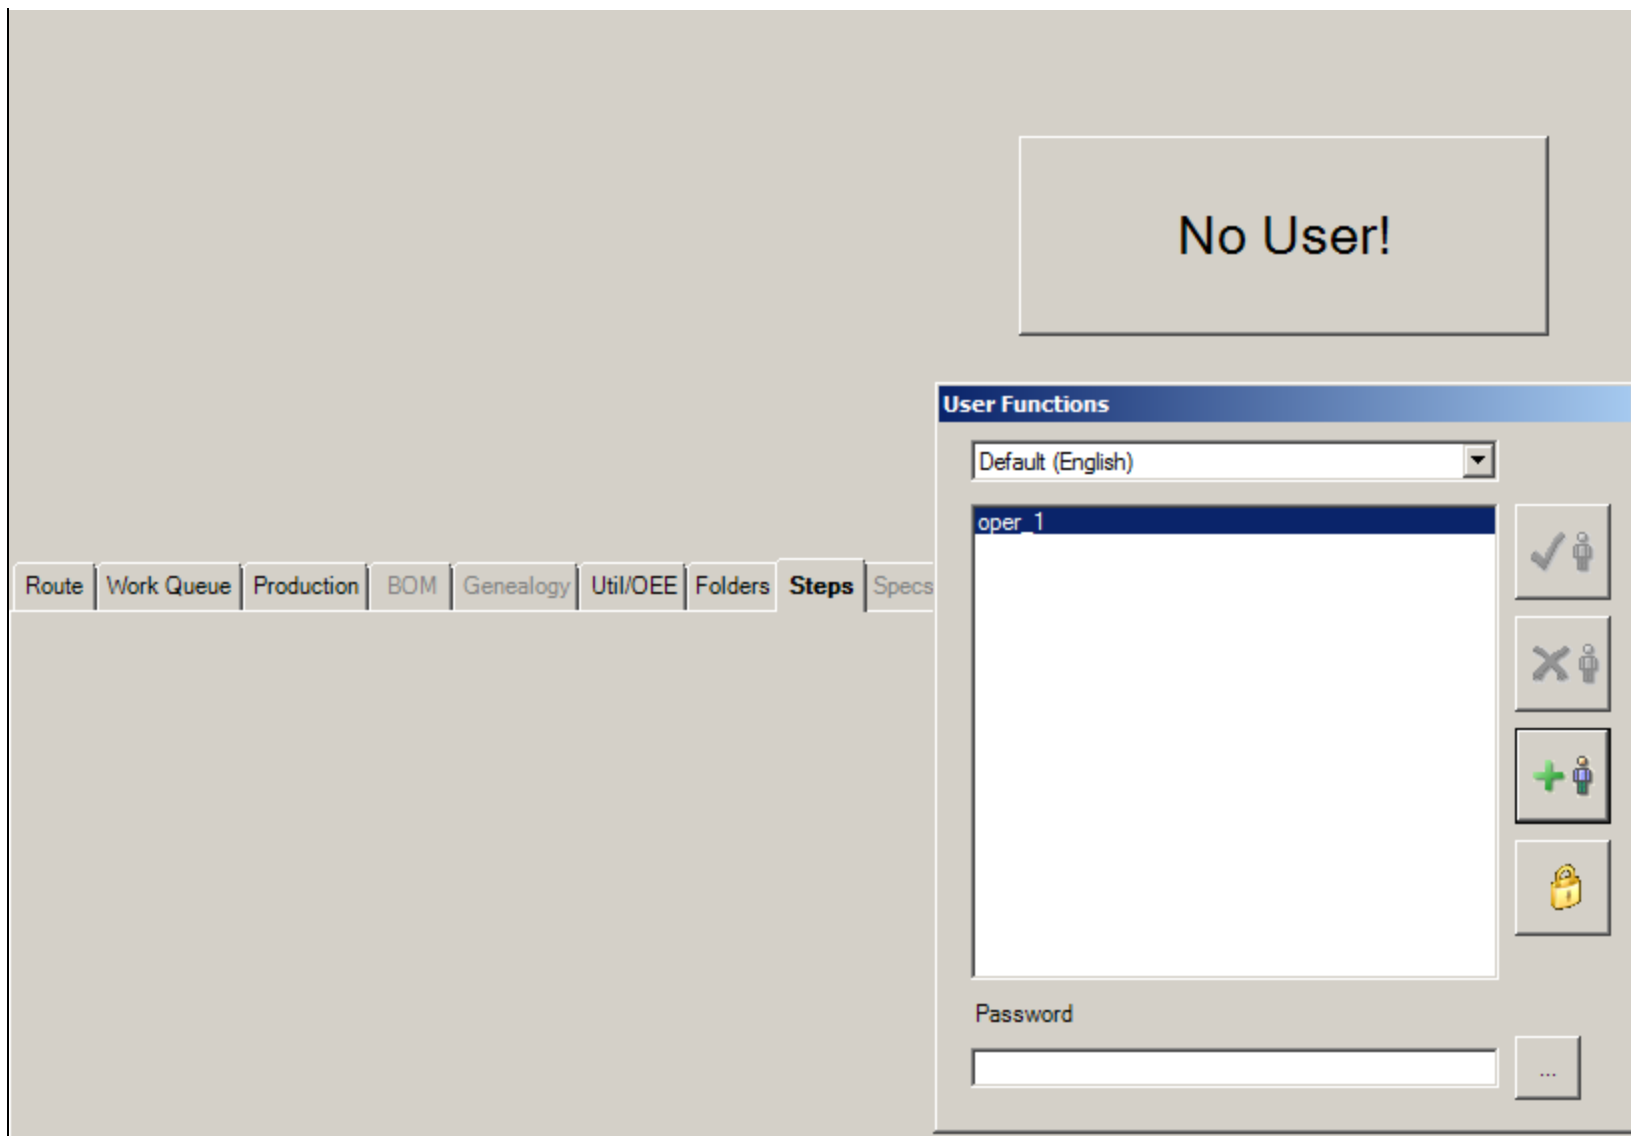 No User!
User Functions
Default (English)
oper_1
Route Work Queue Production BOM Genealogy Util/OEE Folders Steps Specs
Password
...